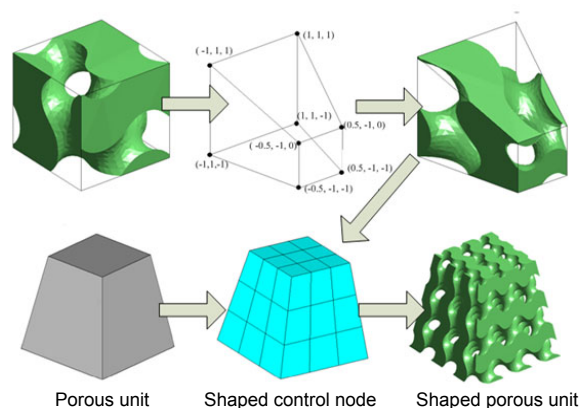 (1, 1, 1)
( -1, 1, 1)
(1, 1, -1)
(0.5, -1, 0)
( -0.5, -1, 0)
(-1,1,-1)
(0.5, -1, -1)
(-0.5, -1, -1)
Porous unit
Shaped control node
Shaped porous unit